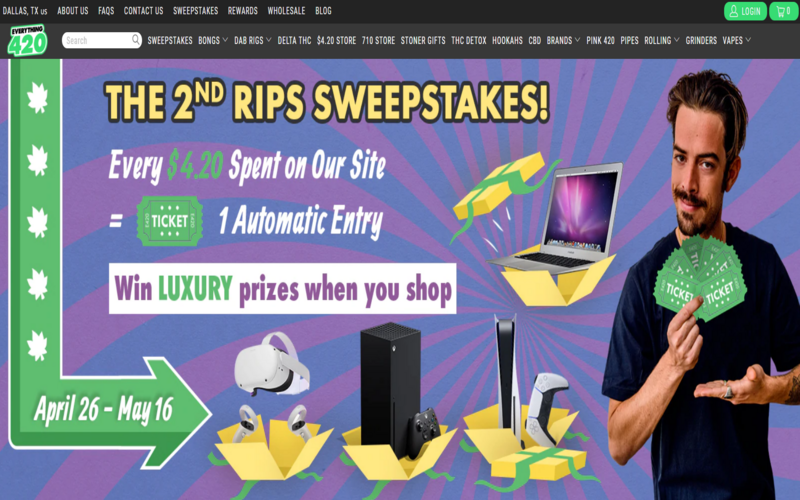 DALLAS, TX US ABOUT US FAQS CONTACT US SWEEPSTAKES REWARDS WHOLESALE BLOG
LOGIN 0
EVERYTHING
420
Search
SWEEPSTAKES BONGS DAB RIGS DELTA THC $4.20 STORE 710 STORE STONER GIFTS THC DETOX HOOKAHS CBD BRANDS PINK 420 PIPES ROLLING GRINDERS VAPES
THE 2ND RIPS SWEEPSTAKES!
Every $4.20 Spent on Our Site
= TICKET 1 Automatic Entry
Win LUXURY prizes when you shop
TICKET TICKET
April 26 - May 16